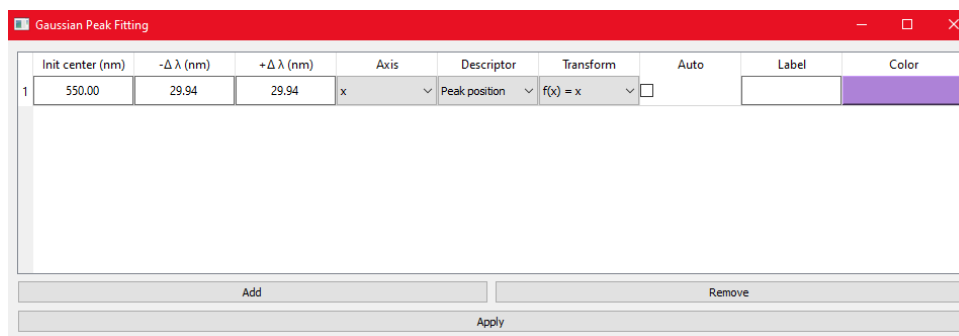 Gaussian Peak Fitting
Init center (nm) -Δ λ (nm) +Δ λ (nm) Axis Descriptor Transform Auto Label Color
1 550.00 29.94 29.94 x Peak position f(x) = x
Add Remove
Apply